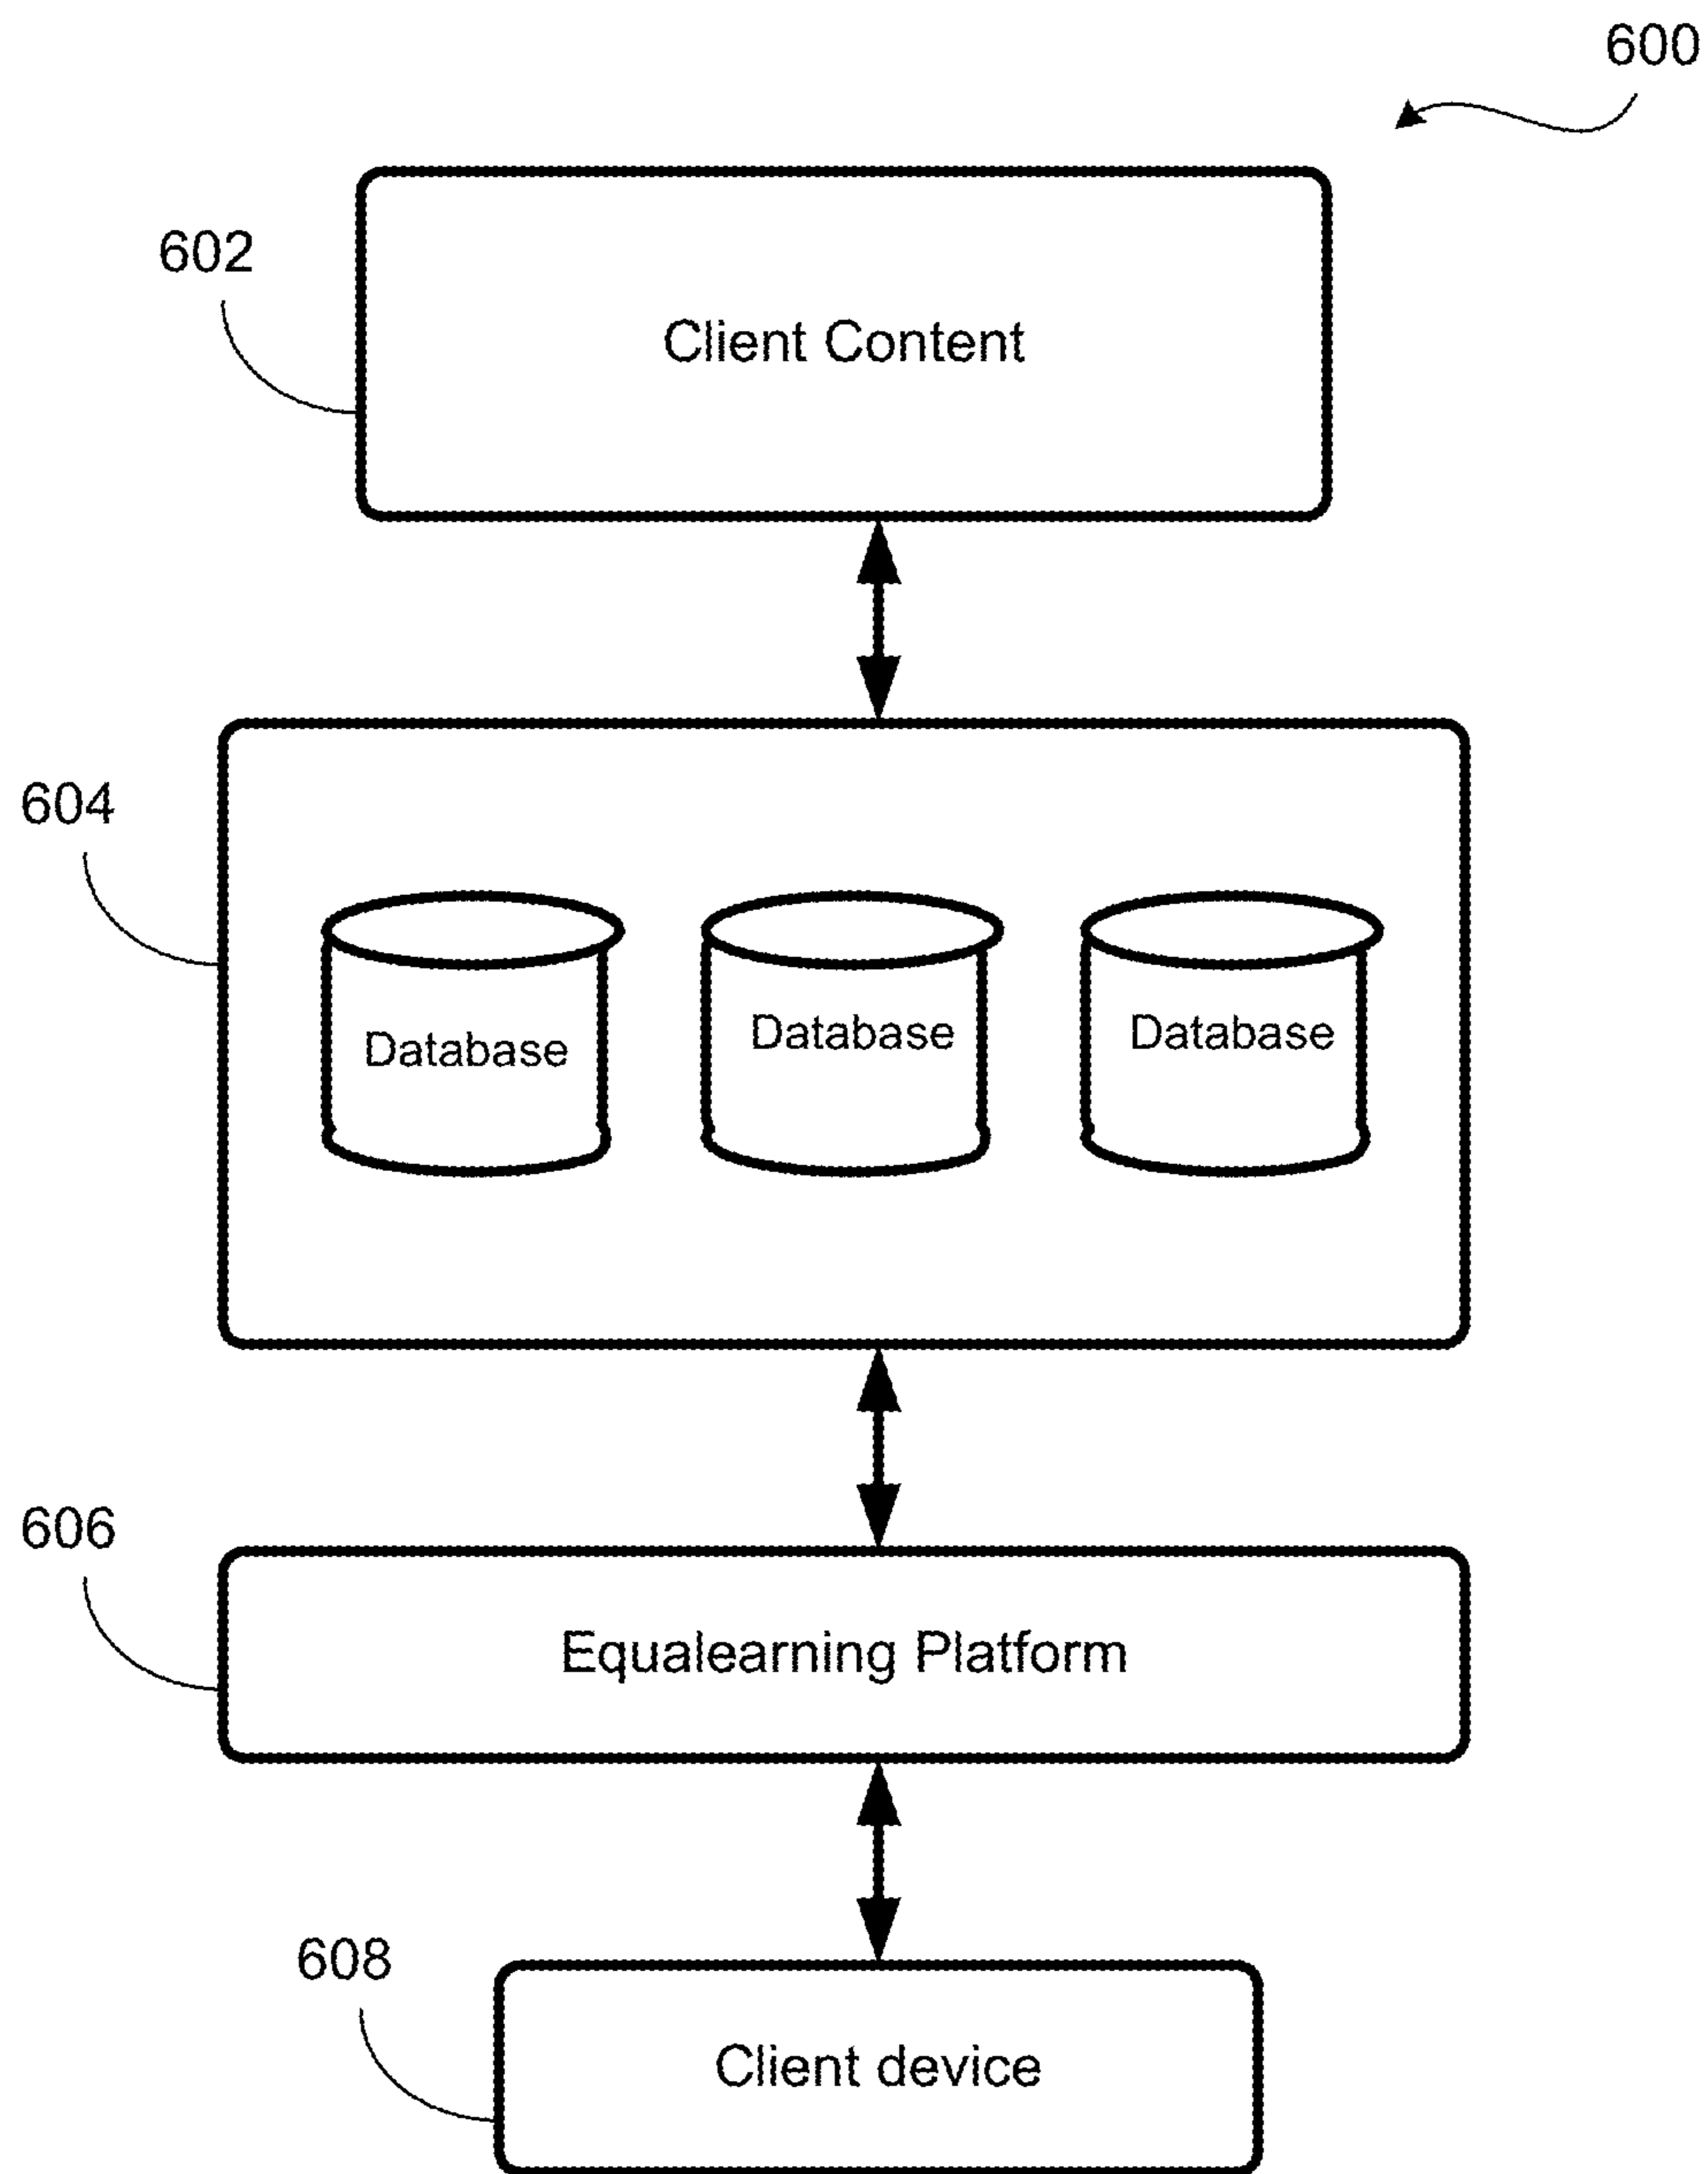 600
602
Client Content
604
Database
Database
Database
606
Equalearning Platform
608
Client device